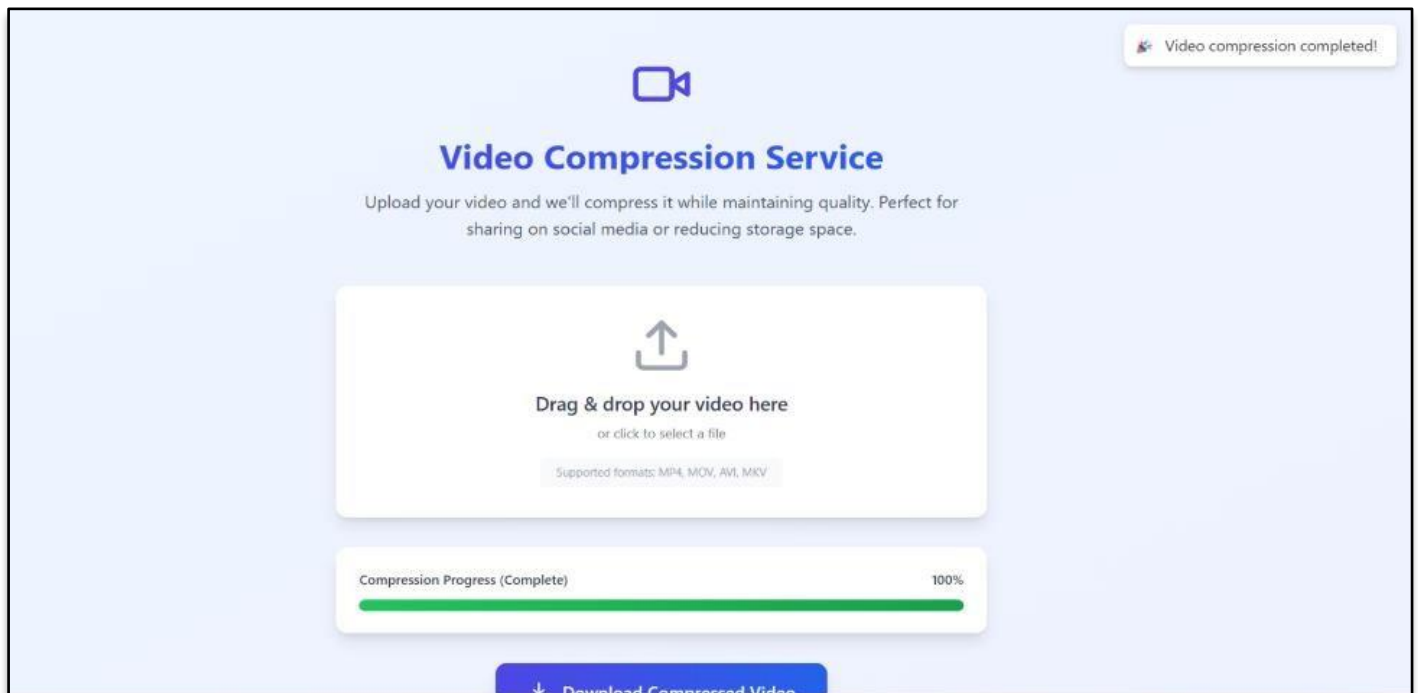 Video compression completed!
Video Compression Service
Upload your video and we'll compress it while maintaining quality. Perfect for
sharing on social media or reducing storage space.
Drag & drop your video here
or click to select a file
Supported formats: MP4, MOV, AVI, MKV
Compression Progress (Complete) 100%
Download Compressed Video